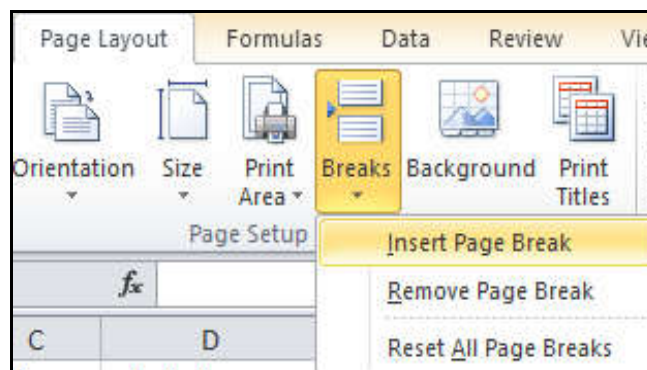 Page Layout Formulas Data Review Vie
Orientation Size Print Area Breaks Background Print Titles
Page Setup
Insert Page Break
fx
Remove Page Break
C D
Reset All Page Breaks